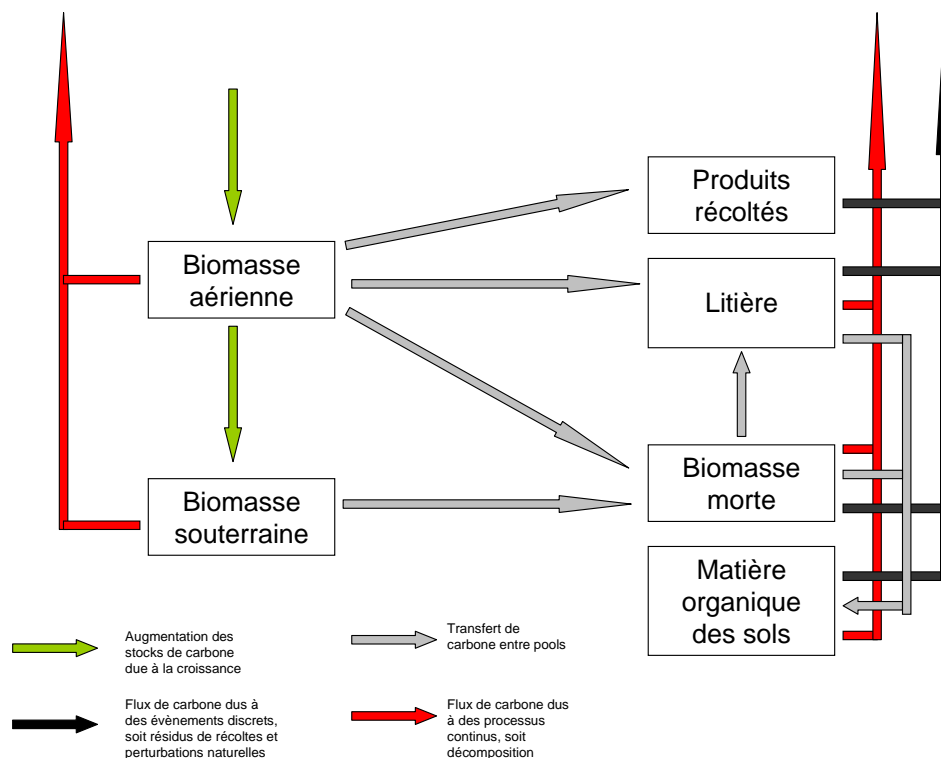 Produits
récoltés
Biomasse
aérienne
Litière
Biomasse
souterraine
Biomasse
morte
Matière
organique
des sols
Augmentation des
stocks de carbone
due à la croissance
Transfert de
carbone entre pools
Flux de carbone dus à
des évènements discrets,
soit résidus de récoltes et
perturbations naturelles
Flux de carbone dus
à des processus
continus, soit
décomposition